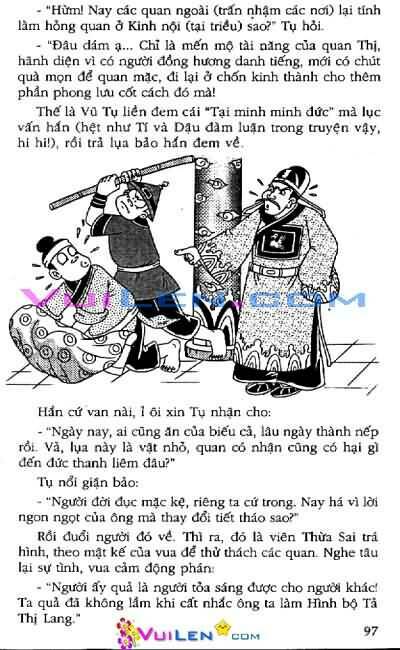 - "Hừm! Nay các quan ngoài (trấn nhậm các nơi) lại tính
làm hỏng quan ở Kinh nội (tại triều) sao?" Tụ hỏi.
- "Đâu dám ạ... Chỉ là mến mộ tài năng của quan Thị,
hãnh diện vì có người đồng hương danh tiếng, mới có chút
quà mọn để quan mặc, đi lại ở chốn kinh thành cho thêm
phần phong lưu cốt cách đó mà!
Thế là Vũ Tụ liền đem cái "Tại minh minh đức" mà lục
vấn hắn (hệt như Tí và Dậu đàm luận trong truyện vậy,
hi hi!), rồi trả lụa bảo hắn đem về.
VUILEN.COM
Hắn cứ van nài, ỉ ôi xin Tụ nhận cho:
- "Ngày nay, ai cũng ăn của biếu cả, lâu ngày thành nếp
rồi. Vả, lụa này là vật nhỏ, quan có nhận cũng có hại gì
đến đức thanh liêm đâu?"
Tụ nổi giận bảo:
- "Người đời đục mặc kệ, riêng ta cứ trong. Nay há vì lời
ngon ngọt của ông mà thay đổi tiết tháo sao?"
Rồi đuổi người đó về. Thì ra, đó là viên Thừa Sai trá
hình, theo mật kế của vua để thử thách các quan. Nghe tâu
lại sự tình, vua cảm động phán:
- "Người ấy quả là người tỏa sáng được cho người khác!
Ta quả đã không lầm khi cất nhắc ông ta làm Hình bộ Tả
Thị Lang."
97
VUILEN.com